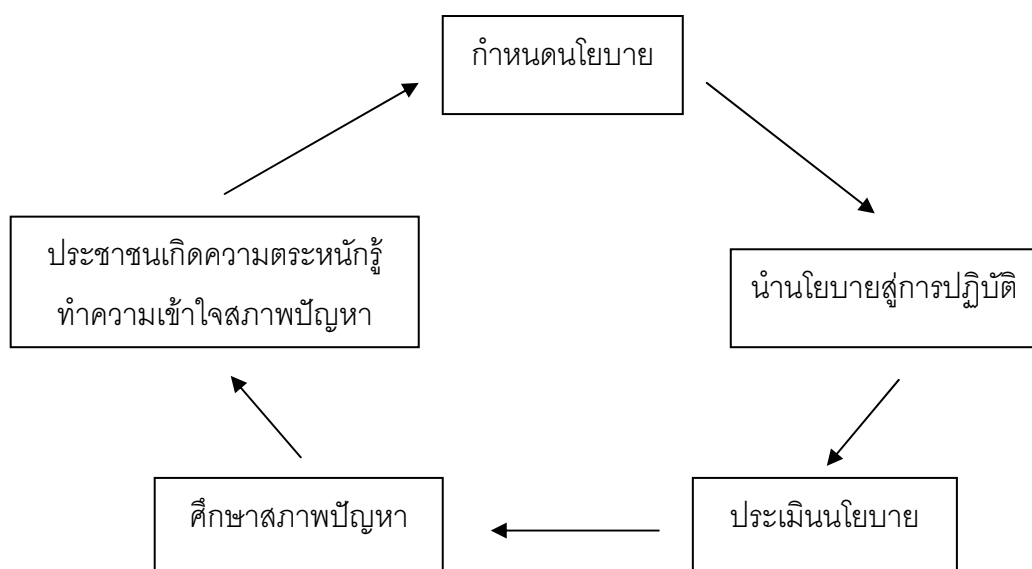 กำหนดนโยบาย
ประชาชนเกิดความตระหนักรู้
ทำความเข้าใจสภาพปัญหา
นำนโยบายสู่การปฏิบัติ
ศึกษาสภาพปัญหา
ประเมินนโยบาย